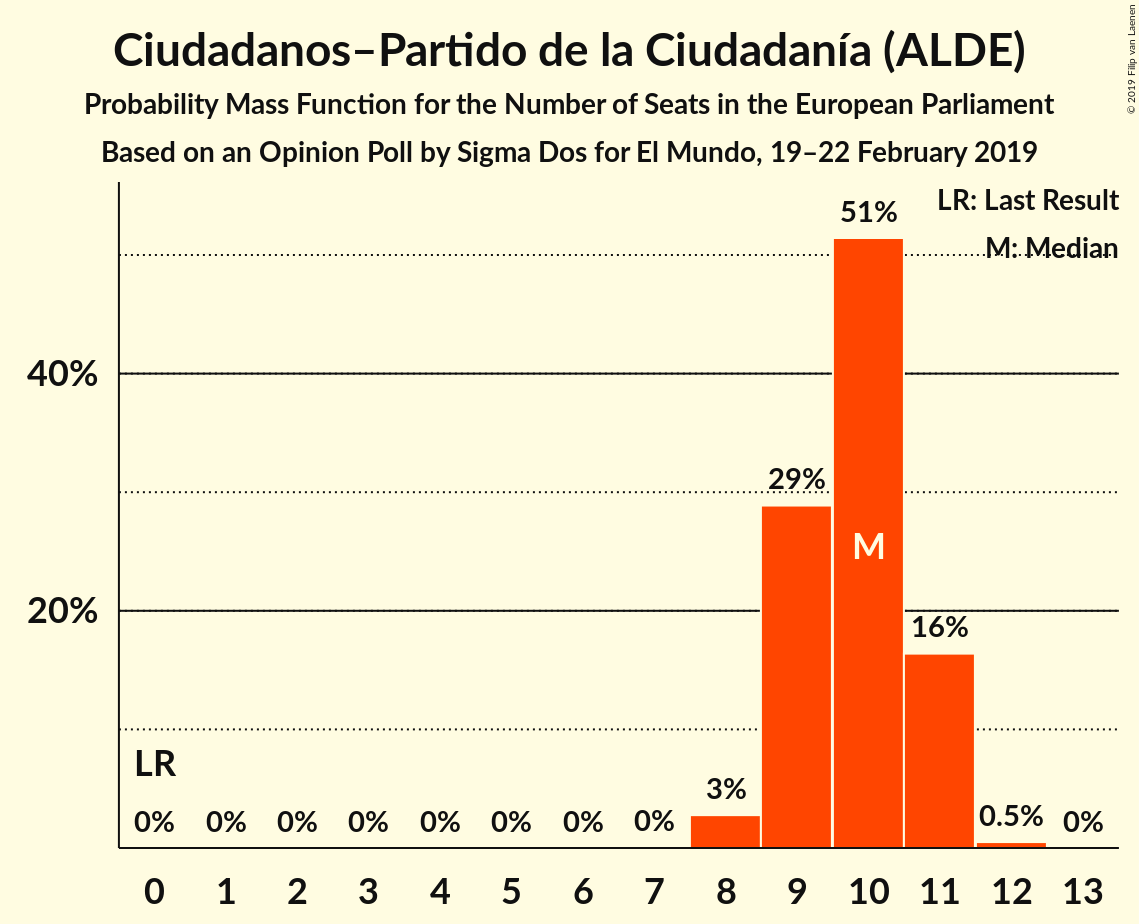 Ciudadanos–Partido de la Ciudadanía (ALDE)
Probability Mass Function for the Number of Seats in the European Parliament
Based on an Opinion Poll by Sigma Dos for El Mundo, 19–22 February 2019
© 2019 Filip van Laenen
LR: Last Result
M: Median
51%
40%
29%
M
20%
16%
LR
3%
0% 0% 0% 0% 0% 0% 0% 0% 0.5% 0%
0 1 2 3 4 5 6 7 8 9 10 11 12 13